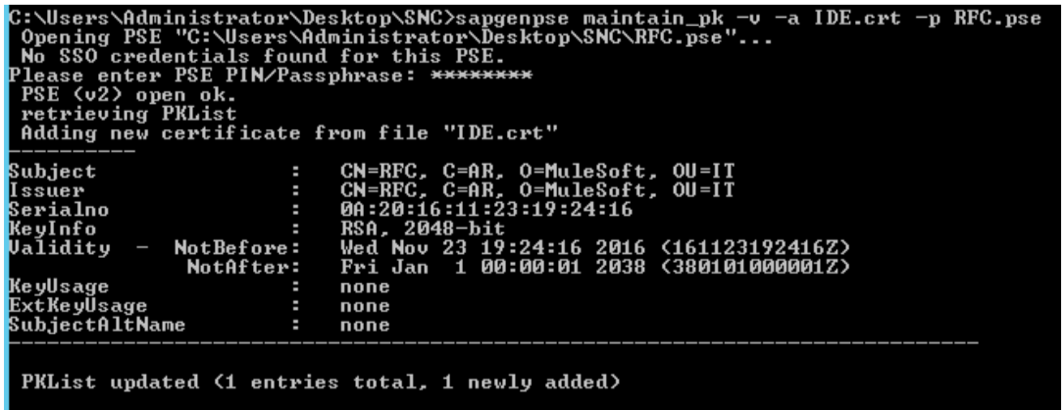 C:\Users\Administrator\Desktop\SNC>sapgenpse maintain_pk -v -a IDE.crt -p RFC.pse
 Opening PSE "C:\Users\Administrator\Desktop\SNC\RFC.pse"...
 No SSO credentials found for this PSE.
Please enter PSE PIN/Passphrase: ********
 PSE (v2) open ok.
 retrieving PKList
 Adding new certificate from file "IDE.crt"
----------
Subject                :   CN=RFC, C=AR, O=MuleSoft, OU=IT
Issuer                 :   CN=RFC, C=AR, O=MuleSoft, OU=IT
Serialno               :   0A:20:16:11:23:19:24:16
KeyInfo                :   RSA, 2048-bit
Validity  -  NotBefore:   Wed Nov 23 19:24:16 2016 (161123192416Z)
              NotAfter:   Fri Jan  1 00:00:01 2038 (380101000001Z)
KeyUsage               :   none
ExtKeyUsage            :   none
SubjectAltName         :   none
------------------------------------------------------------------------------
 PKList updated (1 entries total, 1 newly added)